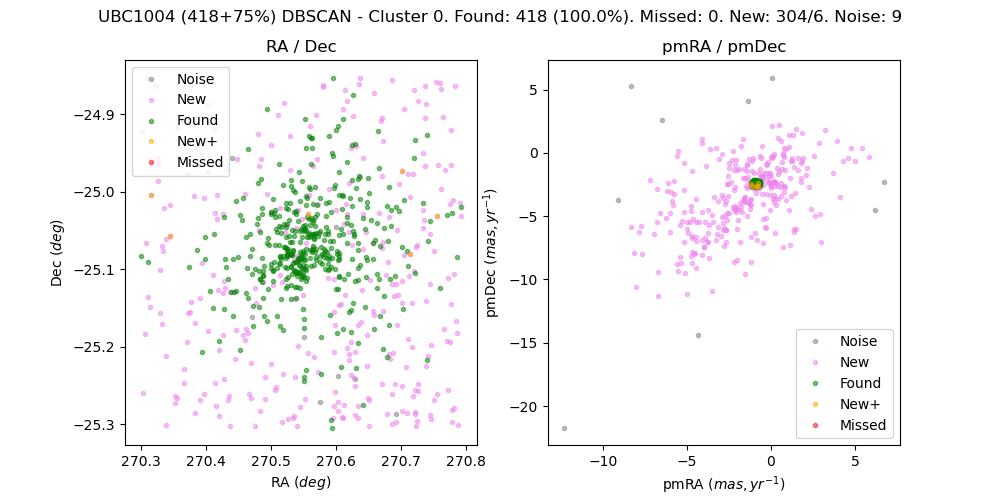 UBC1004 (418+75%) DBSCAN - Cluster 0. Found: 418 (100.0%). Missed: 0. New: 304/6. Noise: 9
RA / Dec
Noise
New
Found
New+
Missed
−24.9
−25.0
−25.1
−25.2
−25.3
Dec (deg)
270.3 270.4 270.5 270.6 270.7 270.8
RA (deg)
pmRA / pmDec
5
0
−5
−10
−15
−20
pmDec (mas, yr⁻¹)
Noise
New
Found
New+
Missed
−10 −5 0 5
pmRA (mas, yr⁻¹)